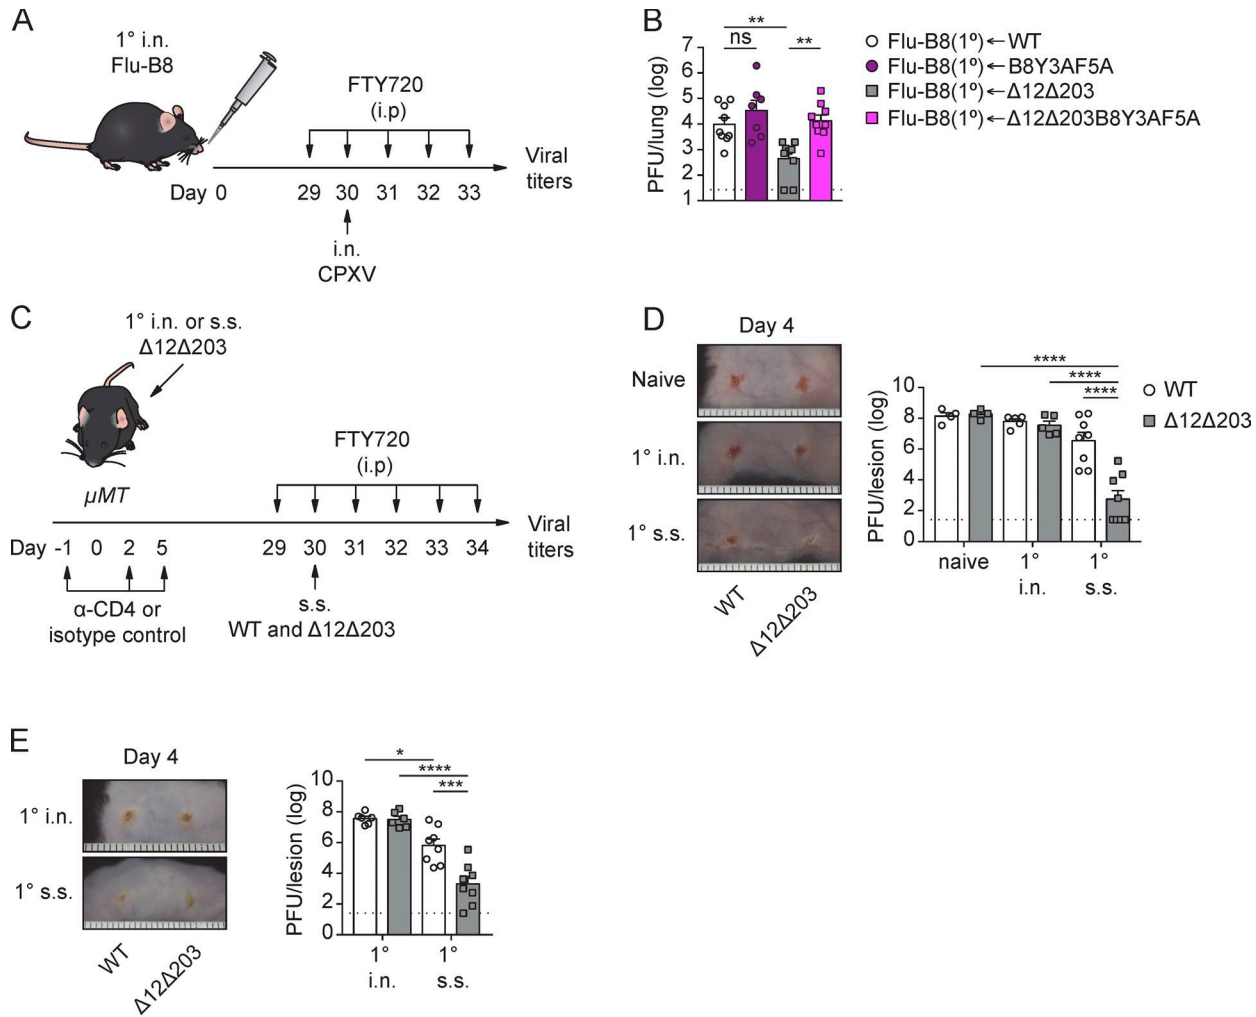 A
1° i.n.
Flu-B8
FTY720
(i.p)
Day 0 29 30 31 32 33
Viral
titers
i.n.
CPXV
B
PFU/lung (log)
7
6
5
4
3
2
1
**
ns
**
Flu-B8(1º)←WT
Flu-B8(1º)←B8Y3AF5A
Flu-B8(1º)←Δ12Δ203
Flu-B8(1º)←Δ12Δ203B8Y3AF5A
C
1° i.n. or s.s.
Δ12Δ203
µMT
FTY720
(i.p)
Viral
titers
Day -1 0 2 5 29 30 31 32 33 34
α-CD4 or
isotype control
s.s.
WT and Δ12Δ203
D
Day 4
Naive
1° i.n.
1° s.s.
WT
Δ12Δ203
PFU/lesion (log)
10
8
6
4
2
0
****
****
****
naive
1°
i.n.
1°
s.s.
WT
Δ12Δ203
E
Day 4
1° i.n.
1° s.s.
WT
Δ12Δ203
PFU/lesion (log)
10
8
6
4
2
0
*
****
***
1°
i.n.
1°
s.s.